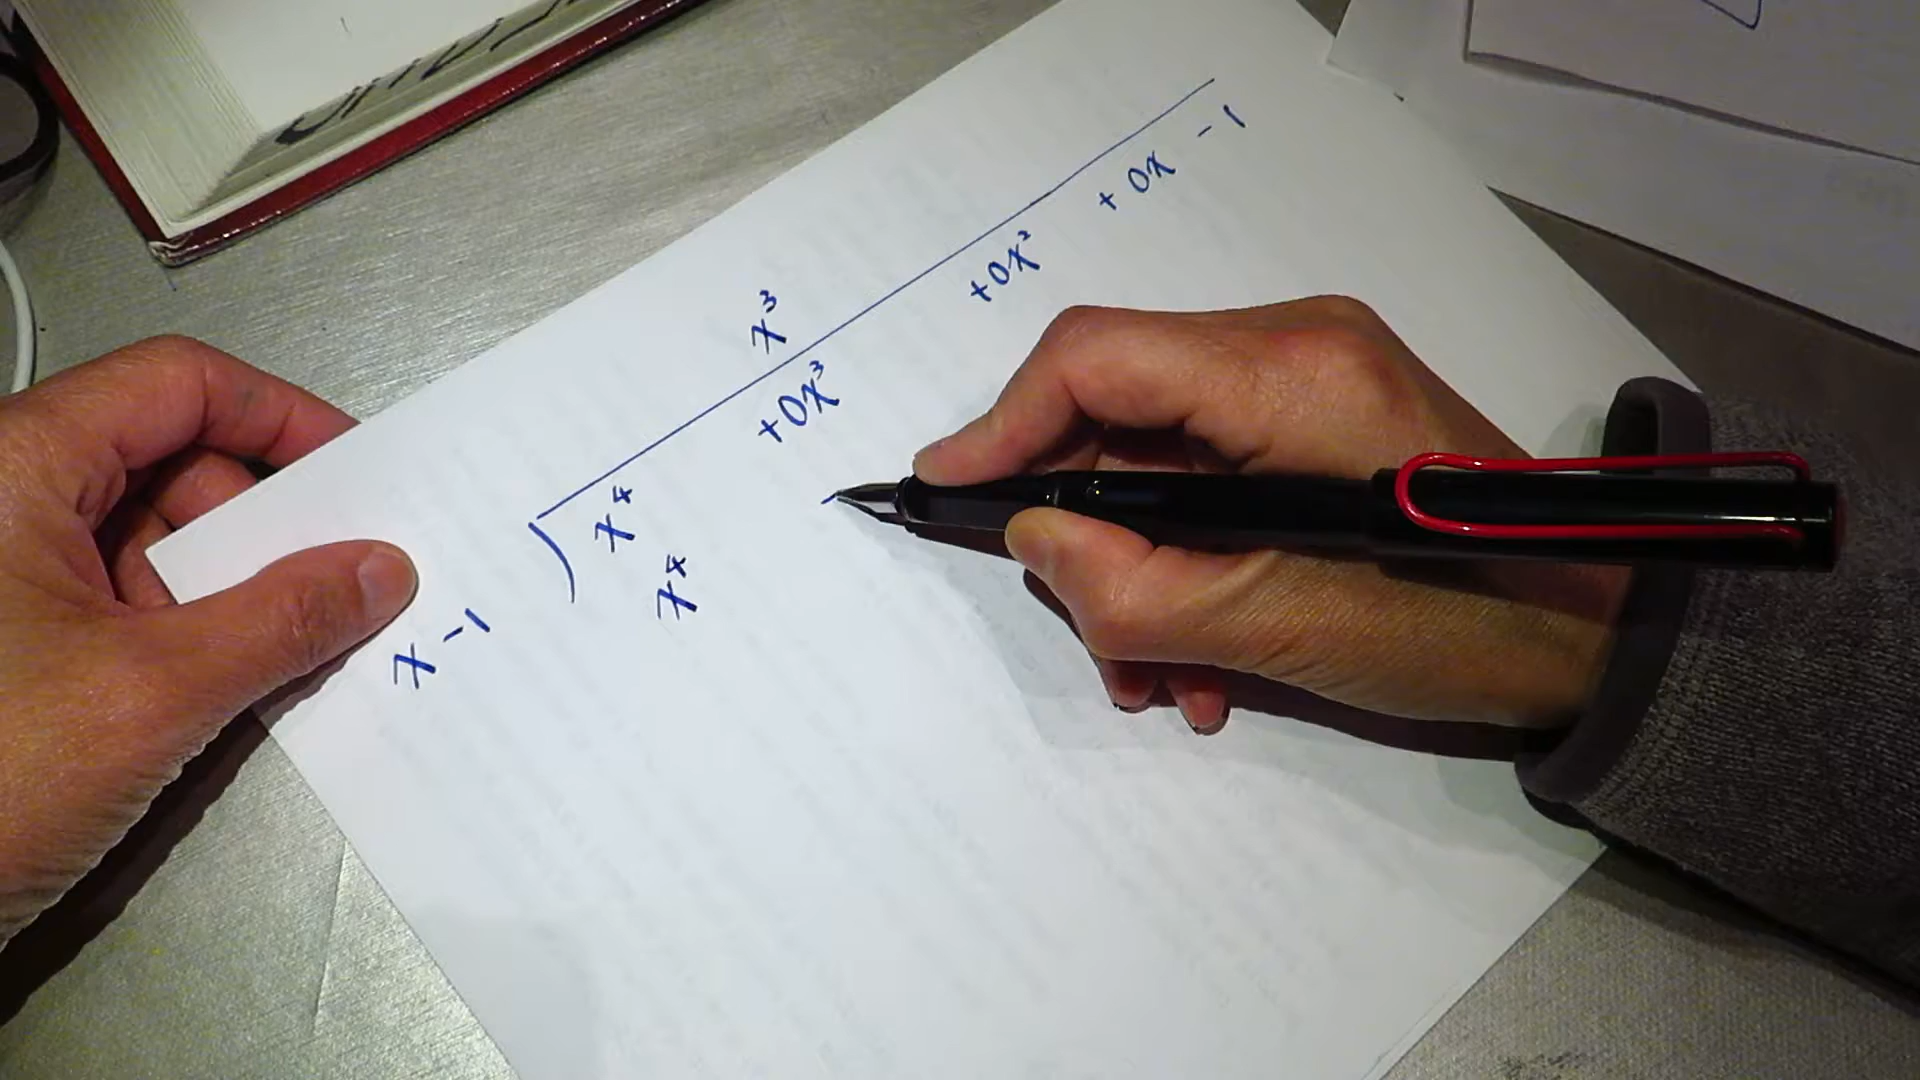 x³
x - 1 ) x⁴ + 0x³ + 0x² + 0x - 1
x⁴ -